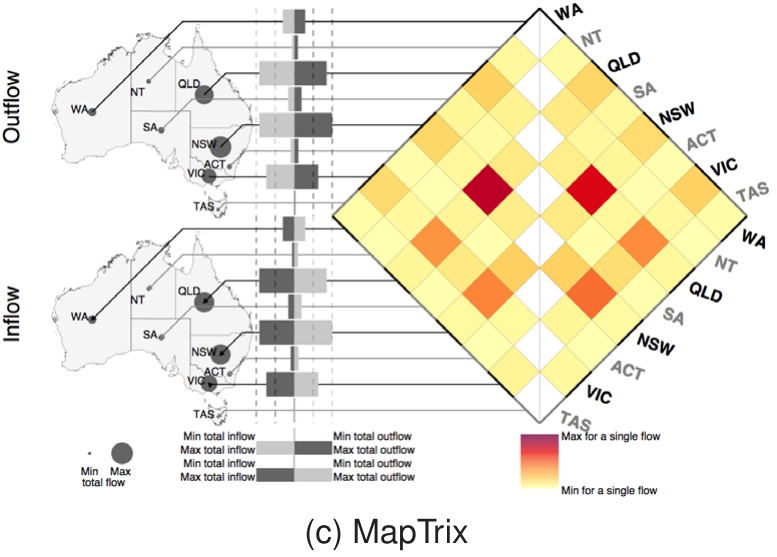 Outflow
WA
NT
QLD
SA
NSW
ACT
VIC
TAS
Inflow
WA
NT
QLD
SA
NSW
ACT
VIC
TAS
WA
NT
QLD
SA
NSW
ACT
VIC
TAS
WA
NT
QLD
SA
NSW
ACT
VIC
TAS
Min Max
total flow
Min total inflow Min total outflow
Max total inflow Max total outflow
Min total inflow Min total outflow
Max total inflow Max total outflow
Max for a single flow
Min for a single flow
(c) MapTrix